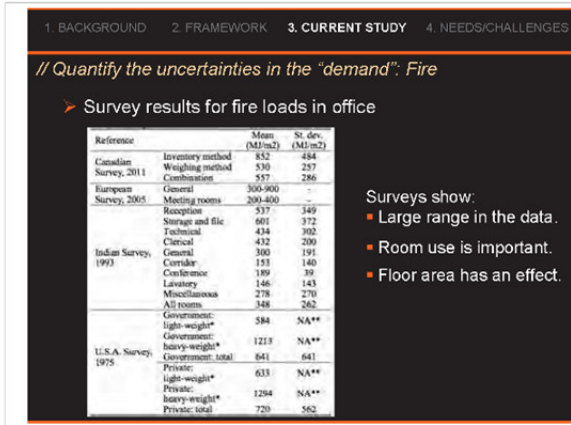 1. BACKGROUND 2. FRAMEWORK 3. CURRENT STUDY 4. NEEDS/CHALLENGES
// Quantify the uncertainties in the “demand”: Fire
➤ Survey results for fire loads in office
Reference Mean (MJ/m2) St. dev. (MJ/m2)
Canadian Survey, 2011 Inventory method 852 484
Weighing method 530 257
Combination 557 286
European Survey, 2005 General 300-900 -
Meeting rooms 200-400 -
Indian Survey, 1993 Reception 537 349
Storage and file 601 372
Technical 434 302
Clerical 432 200
General 300 191
Corridor 153 140
Conference 189 39
Lavatory 146 143
Miscellaneous 278 270
All rooms 348 262
U.S.A. Survey, 1975 Government: light-weight* 584 NA**
Government: heavy-weight* 1213 NA**
Government: total 641 641
Private: light-weight* 633 NA**
Private: heavy-weight* 1294 NA**
Private: total 720 562
Surveys show:
▪ Large range in the data.
▪ Room use is important.
▪ Floor area has an effect.